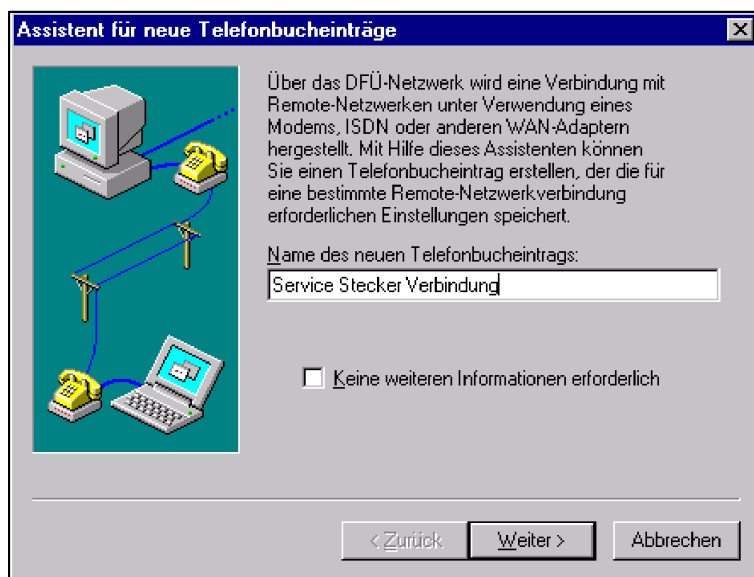 Assistent für neue Telefonbucheinträge
Über das DFÜ-Netzwerk wird eine Verbindung mit
Remote-Netzwerken unter Verwendung eines
Modems, ISDN oder anderen WAN-Adaptern
hergestellt. Mit Hilfe dieses Assistenten können
Sie einen Telefonbucheintrag erstellen, der die für
eine bestimmte Remote-Netzwerkverbindung
erforderlichen Einstellungen speichert.
Name des neuen Telefonbucheintrags:
Service Stecker Verbindung
Keine weiteren Informationen erforderlich
< Zurück
Weiter >
Abbrechen